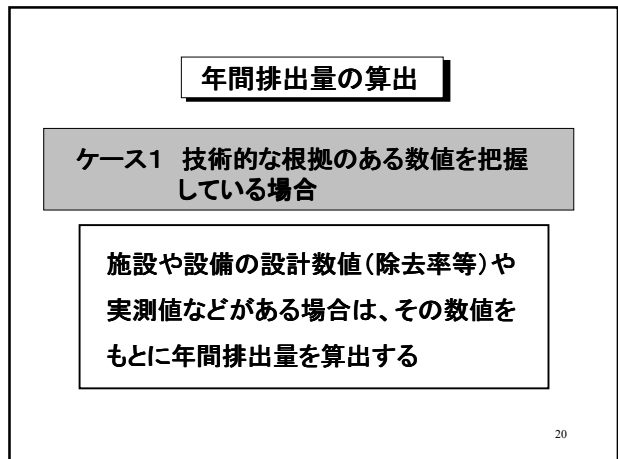 年間排出量の算出
ケース1 技術的な根拠のある数値を把握
している場合
施設や設備の設計数値(除去率等)や
実測値などがある場合は、その数値を
もとに年間排出量を算出する
20